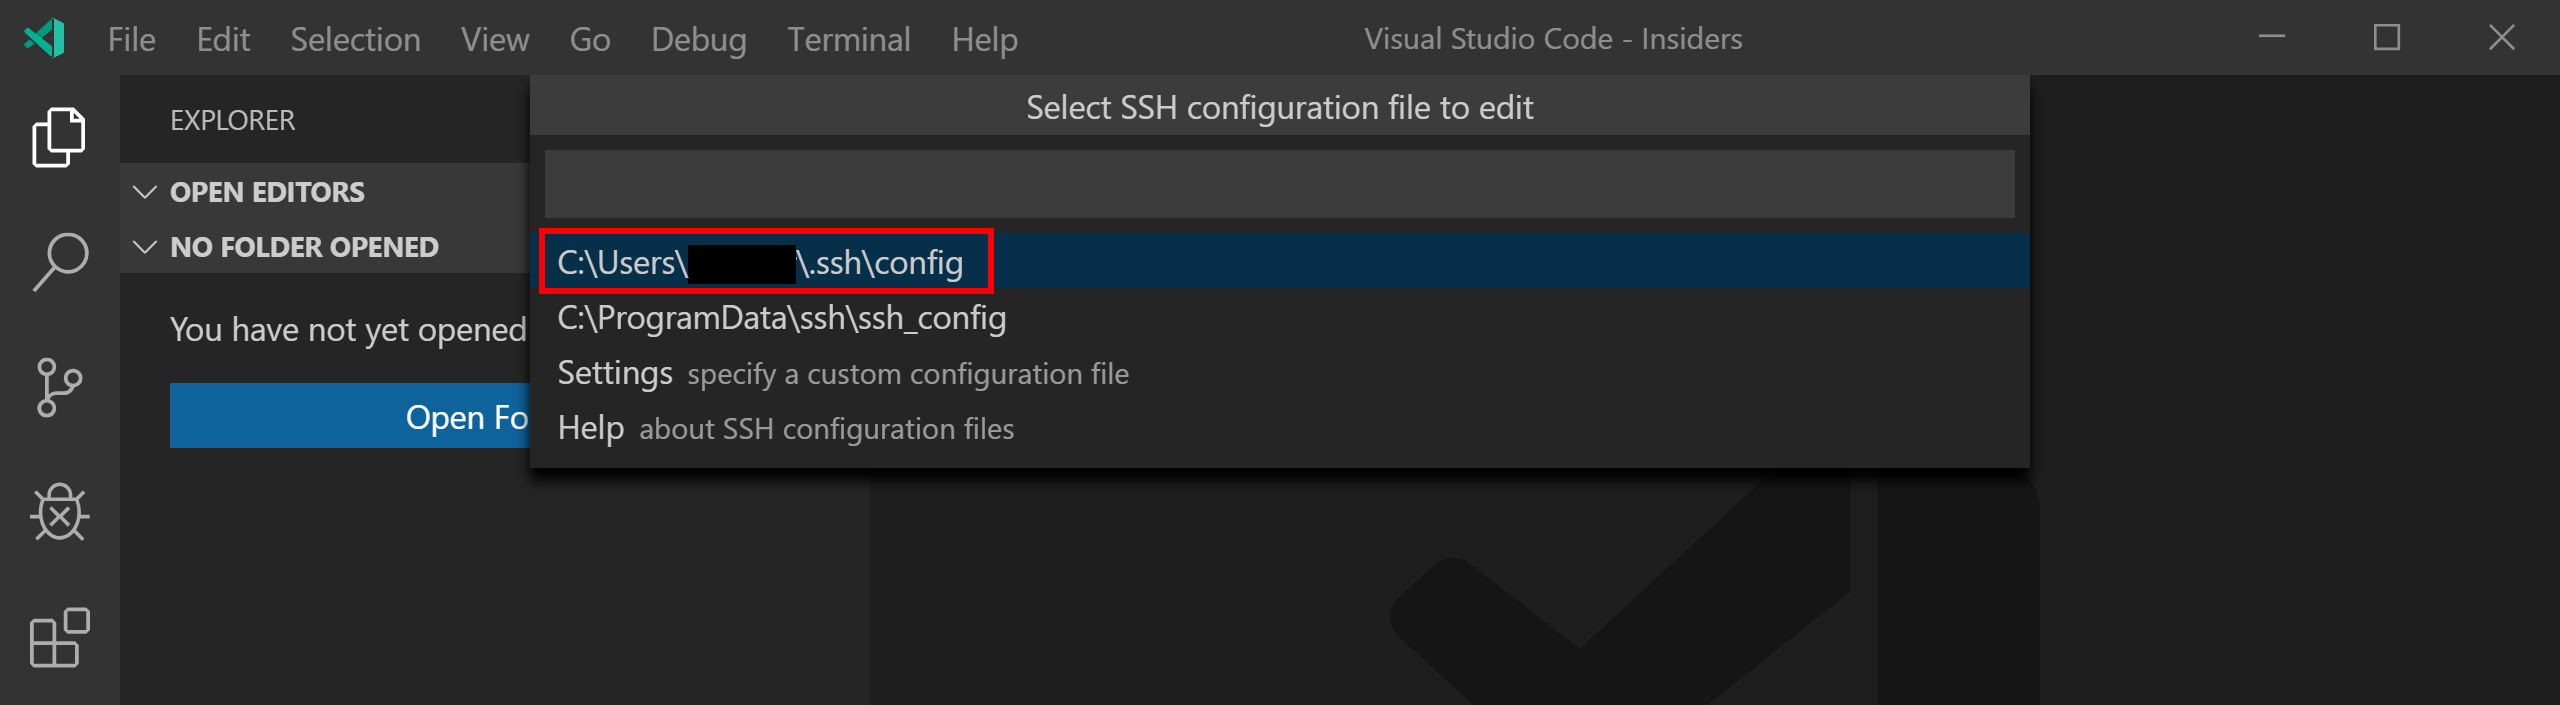 File Edit Selection View Go Debug Terminal Help Visual Studio Code - Insiders
EXPLORER
OPEN EDITORS
NO FOLDER OPENED
You have not yet opened
Open Fo
Select SSH configuration file to edit
C:\Users\ \.ssh\config
C:\ProgramData\ssh\ssh_config
Settings specify a custom configuration file
Help about SSH configuration files